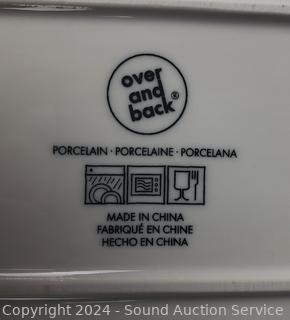 over
and
back®
PORCELAIN · PORCELAINE · PORCELANA
MADE IN CHINA
FABRIQUÉ EN CHINE
HECHO EN CHINA
Copyright 2024 - Sound Auction Service